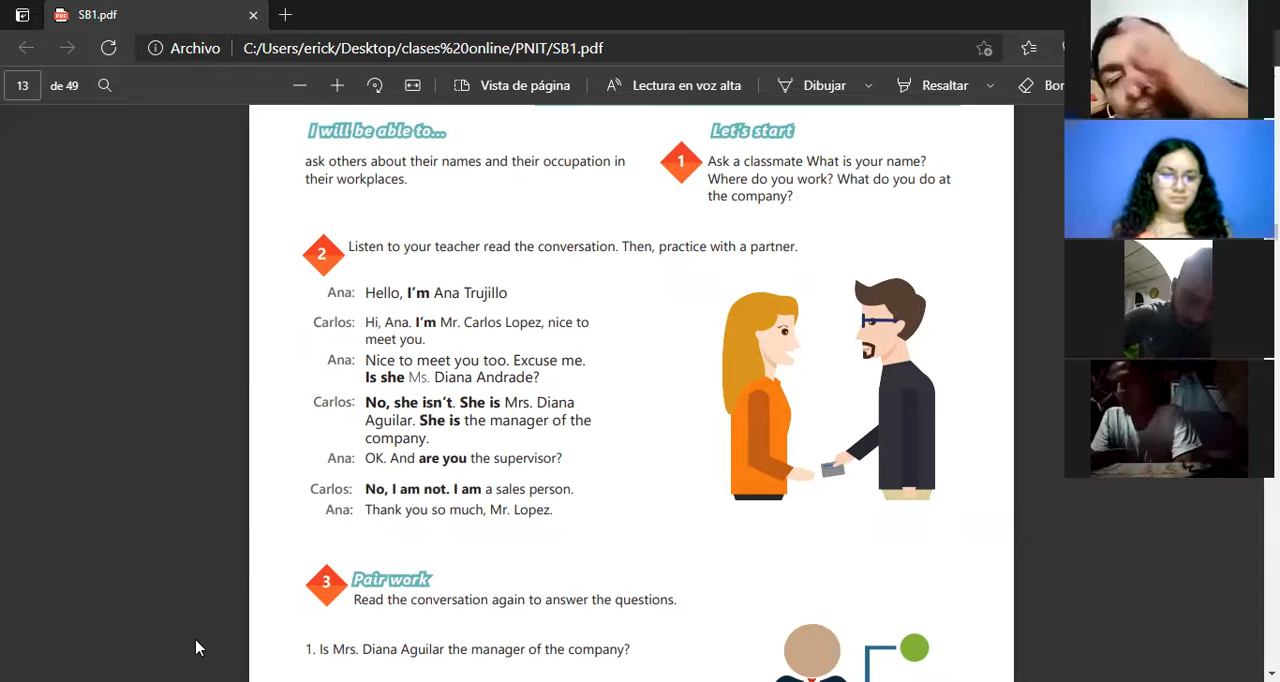 SB1.pdf
Archivo C:/Users/erick/Desktop/clases%20online/PNIT/SB1.pdf
13 de 49 Vista de página Lectura en voz alta Dibujar Resaltar Bor
I will be able to...
ask others about their names and their occupation in
their workplaces.
Let's start
1 Ask a classmate What is your name?
Where do you work? What do you do at
the company?
2 Listen to your teacher read the conversation. Then, practice with a partner.
Ana: Hello, I'm Ana Trujillo
Carlos: Hi, Ana. I'm Mr. Carlos Lopez, nice to
meet you.
Ana: Nice to meet you too. Excuse me.
Is she Ms. Diana Andrade?
Carlos: No, she isn't. She is Mrs. Diana
Aguilar. She is the manager of the
company.
Ana: OK. And are you the supervisor?
Carlos: No, I am not. I am a sales person.
Ana: Thank you so much, Mr. Lopez.
3 Pair work
Read the conversation again to answer the questions.
1. Is Mrs. Diana Aguilar the manager of the company?